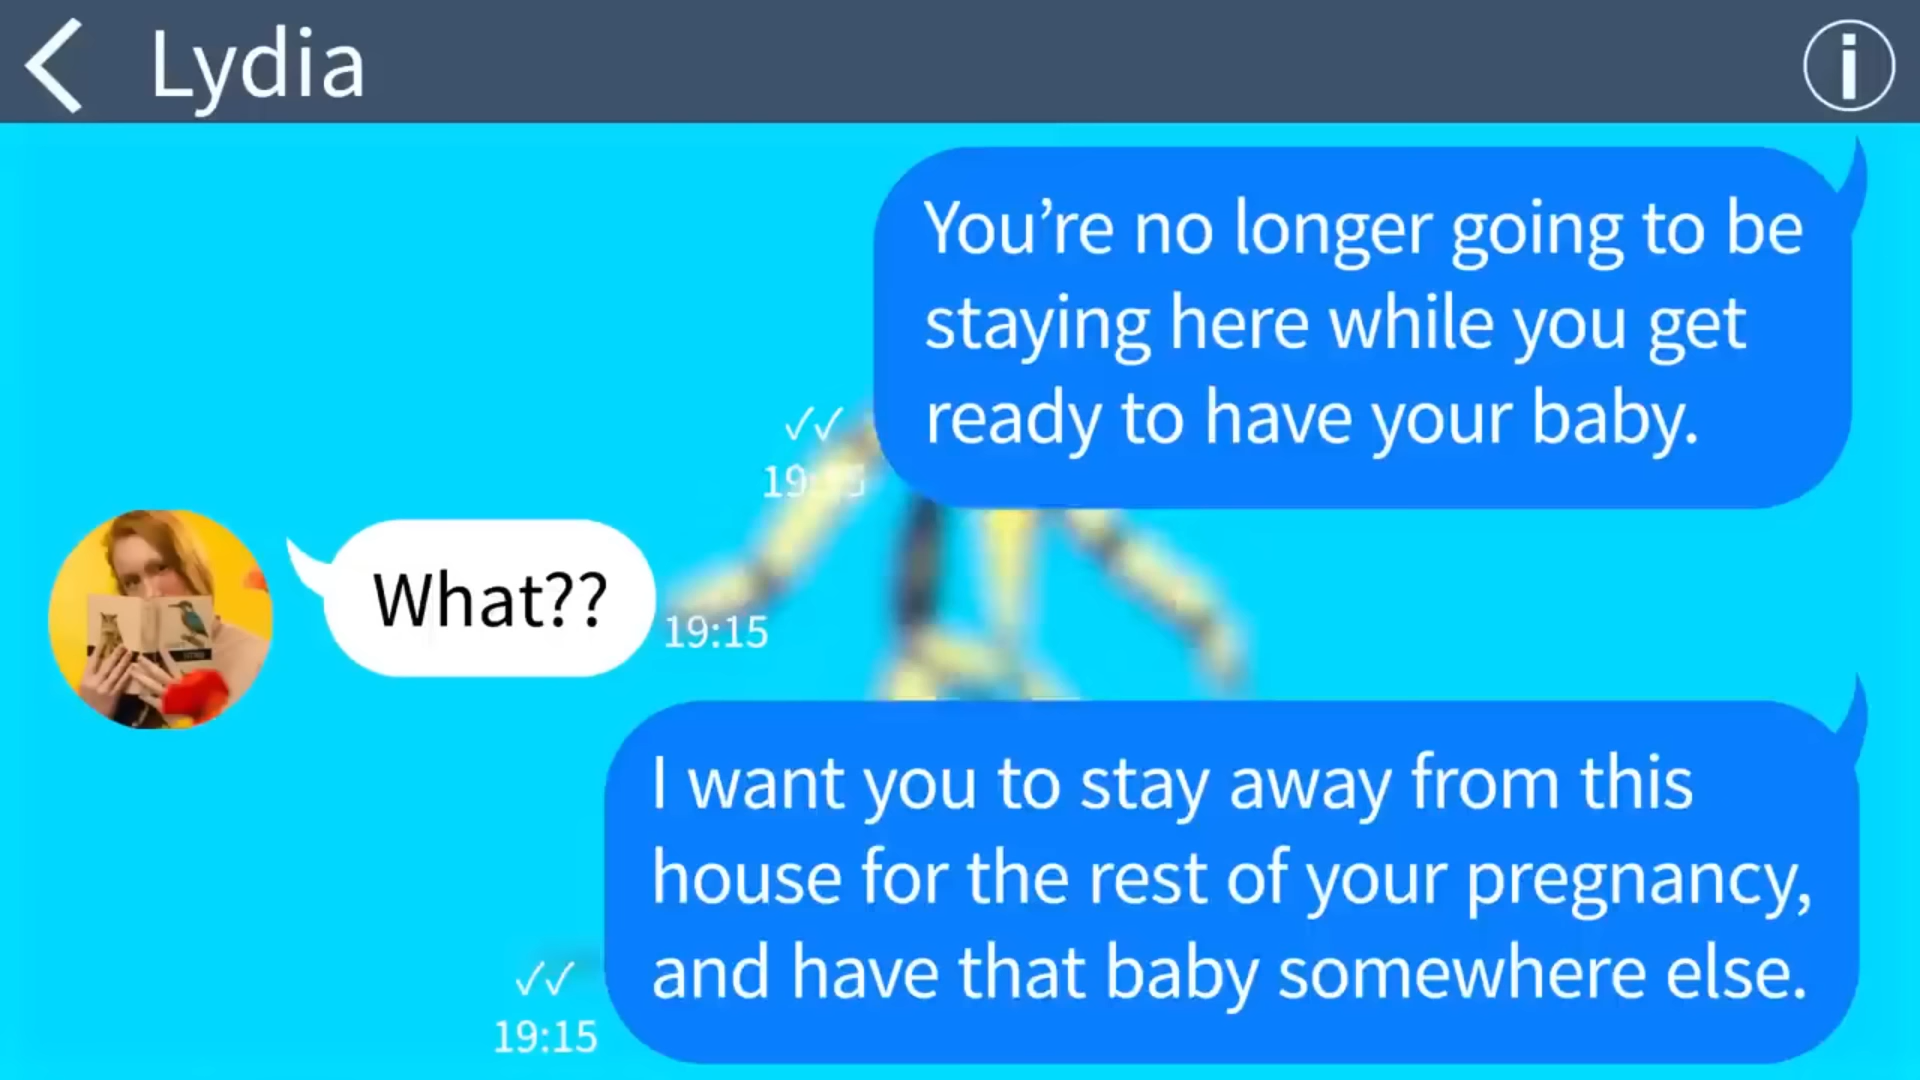 Lydia
You're no longer going to be
staying here while you get
ready to have your baby.
What??
19:15
I want you to stay away from this
house for the rest of your pregnancy,
and have that baby somewhere else.
19:15